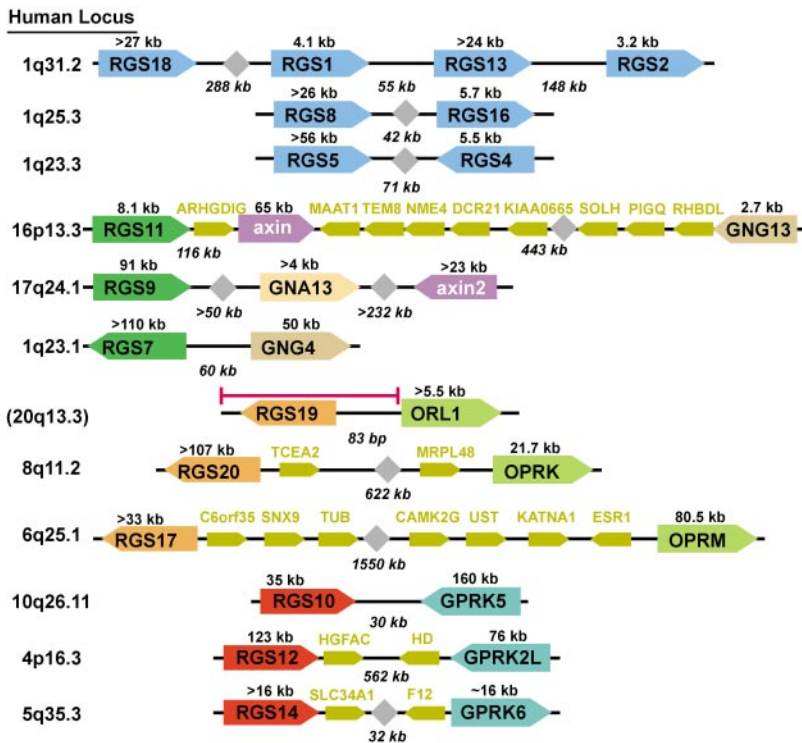 Human Locus
>27 kb 4.1 kb >24 kb 3.2 kb
1q31.2 RGS18 RGS1 RGS13 RGS2
288 kb 55 kb 148 kb
>26 kb 5.7 kb
1q25.3 RGS8 RGS16
42 kb
>56 kb 5.5 kb
1q23.3 RGS5 RGS4
71 kb
8.1 kb ARHGDIG 65 kb MAAT1 TEM8 NME4 DCR21 KIAA0665 SOLH PIGQ RHBDL 2.7 kb
16p13.3 RGS11 axin GNG13
116 kb 443 kb
91 kb >4 kb >23 kb
17q24.1 RGS9 GNA13 axin2
>50 kb >232 kb
>110 kb 50 kb
1q23.1 RGS7 GNG4
60 kb
>5.5 kb
(20q13.3) RGS19 ORL1
83 bp
>107 kb TCEA2 MRPL48 21.7 kb
8q11.2 RGS20 OPRK
622 kb
>33 kb C6orf35 SNX9 TUB CAMK2G UST KATNA1 ESR1 80.5 kb
6q25.1 RGS17 OPRM
1550 kb
35 kb 160 kb
10q26.11 RGS10 GPRK5
30 kb
123 kb HGFAC HD 76 kb
4p16.3 RGS12 GPRK2L
562 kb
>16 kb SLC34A1 F12 ~16 kb
5q35.3 RGS14 GPRK6
32 kb